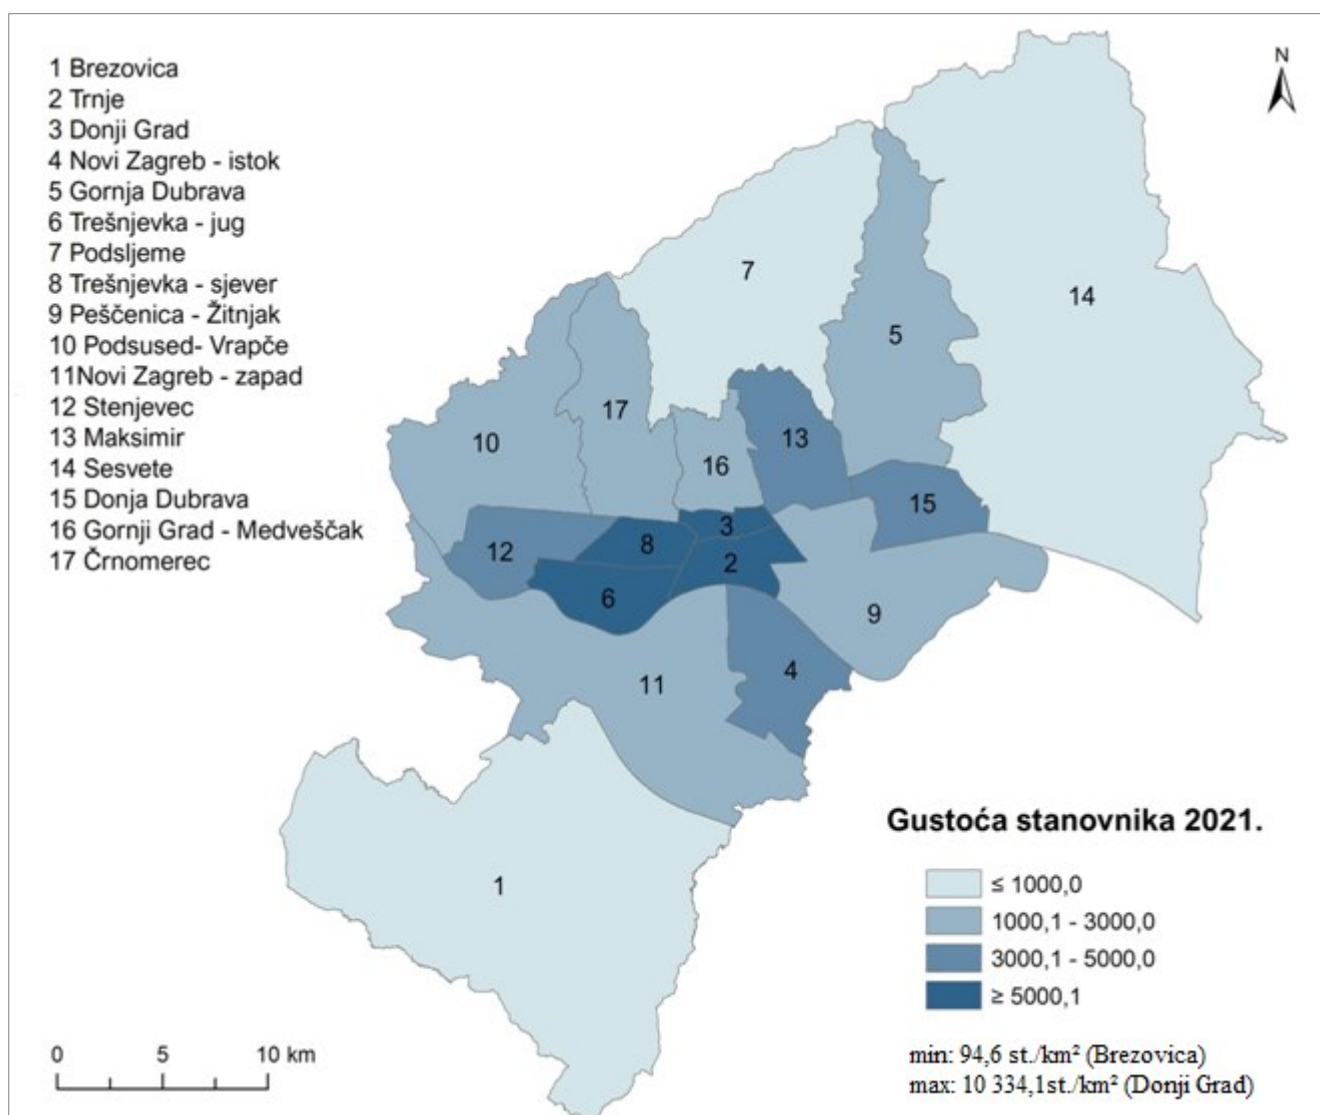 1 Brezovica
2 Trnje
3 Donji Grad
4 Novi Zagreb - istok
5 Gornja Dubrava
6 Trešnjevka - jug
7 Podsljeme
8 Trešnjevka - sjever
9 Peščenica - Žitnjak
10 Podsused- Vrapče
11Novi Zagreb - zapad
12 Stenjevec
13 Maksimir
14 Sesvete
15 Donja Dubrava
16 Gornji Grad - Medveščak
17 Črnomerec
N
7
14
5
17
13
10
16
15
3
8
12
2
6
9
4
11
1
Gustoća stanovnika 2021.
≤ 1000,0
1000,1 - 3000,0
3000,1 - 5000,0
≥ 5000,1
min: 94,6 st./km² (Brezovica)
max: 10 334,1st./km² (Donji Grad)
0 5 10 km